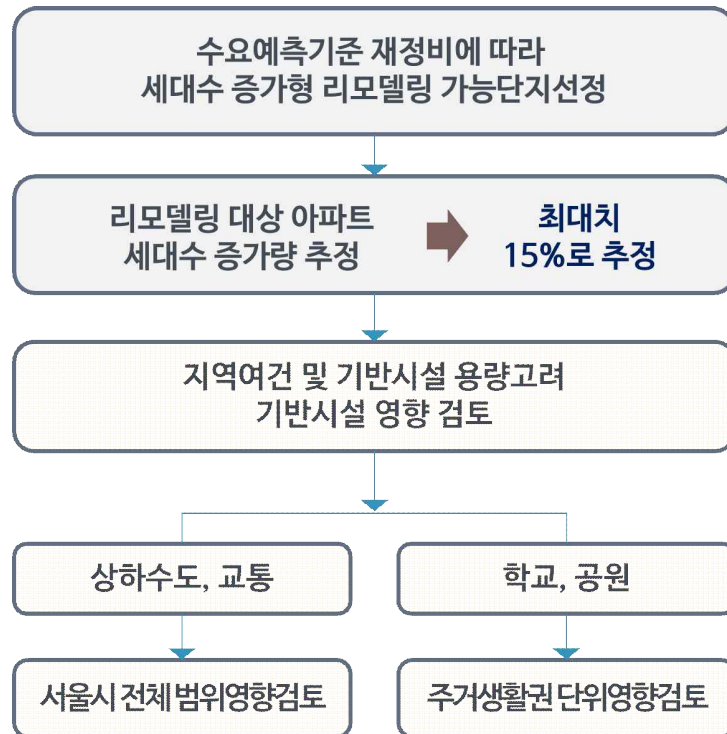 수요예측기준 재정비에 따라
세대수 증가형 리모델링 가능단지선정
리모델링 대상 아파트
세대수 증가량 추정
최대치
15%로 추정
지역여건 및 기반시설 용량고려
기반시설 영향 검토
상하수도, 교통
학교, 공원
서울시 전체 범위영향검토
주거생활권 단위영향검토